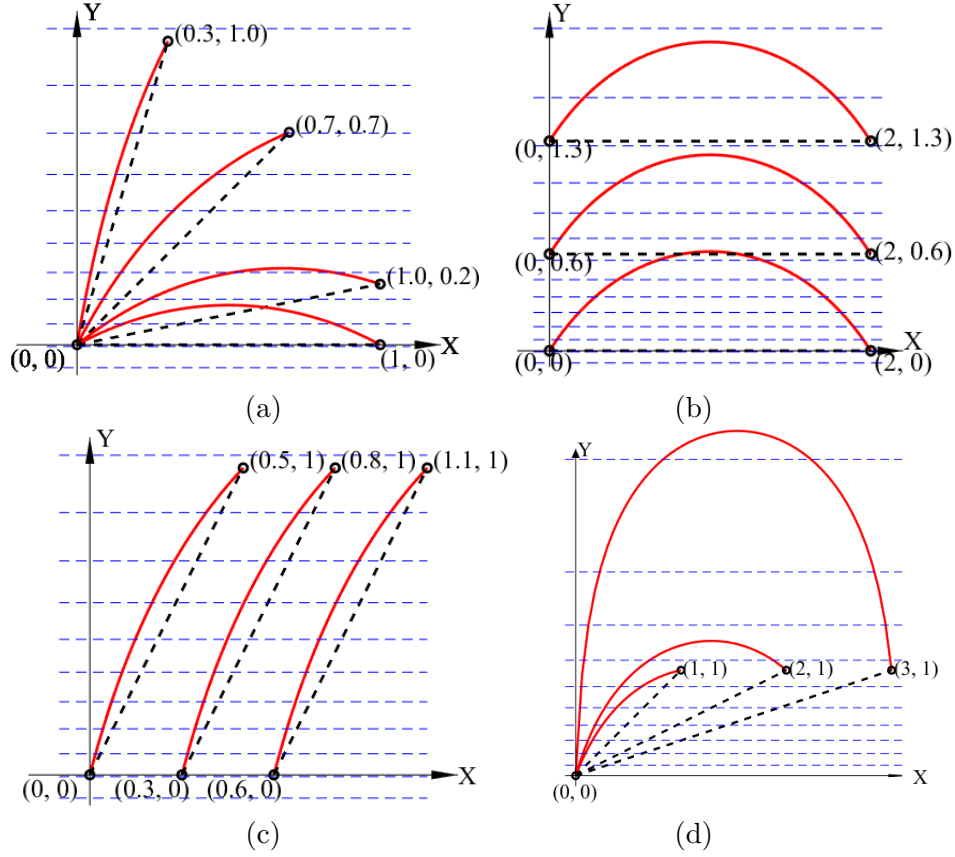 Y
(0.3, 1.0)
(0.7, 0.7)
(1.0, 0.2)
(0, 0)
(1, 0)
X
(a)
Y
(0, 1.3)
(2, 1.3)
(0, 0.6)
(2, 0.6)
(0, 0)
(2, 0)
X
(b)
Y
(0.5, 1)
(0.8, 1)
(1.1, 1)
(0, 0)
(0.3, 0)
(0.6, 0)
X
(c)
Y
(1, 1)
(2, 1)
(3, 1)
(0, 0)
X
(d)